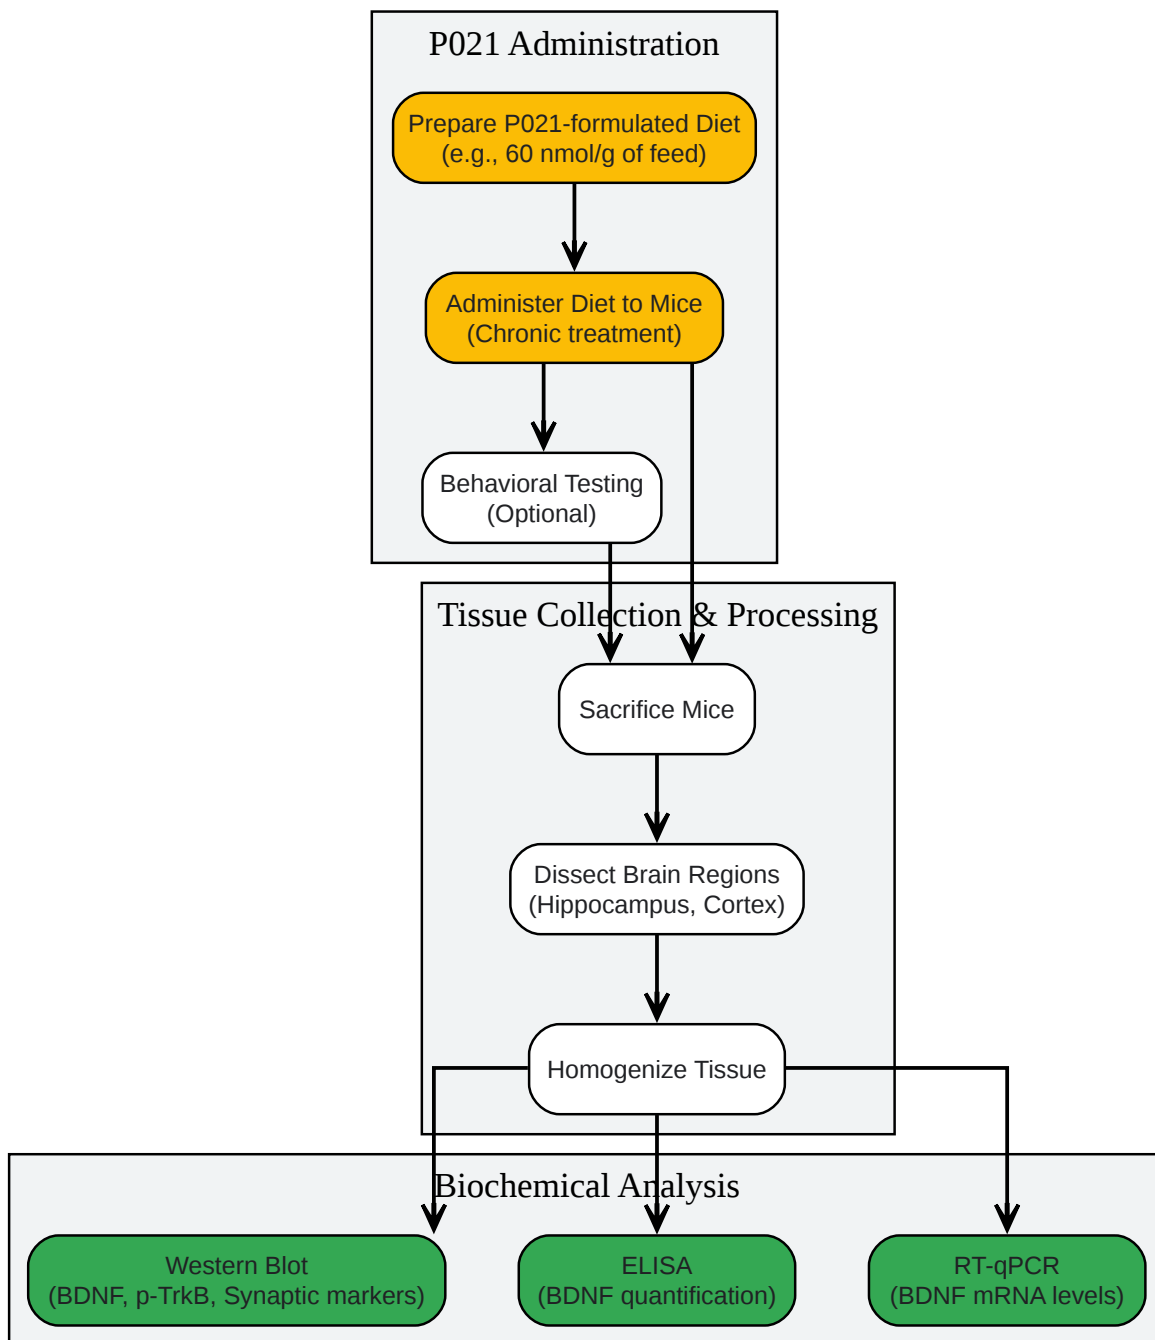 P021 Administration
Prepare P021-formulated Diet
(e.g., 60 nmol/g of feed)
Administer Diet to Mice
(Chronic treatment)
Behavioral Testing
(Optional)
Tissue Collection & Processing
Sacrifice Mice
Dissect Brain Regions
(Hippocampus, Cortex)
Homogenize Tissue
Biochemical Analysis
Western Blot
(BDNF, p-TrkB, Synaptic markers)
ELISA
(BDNF quantification)
RT-qPCR
(BDNF mRNA levels)